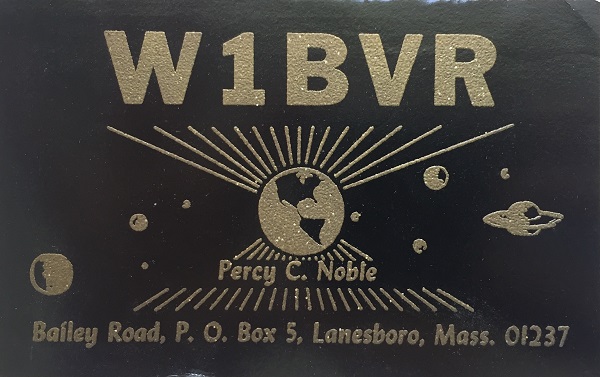 W1BVR
Percy C. Noble
Bailey Road, P. O. Box 5, Lanesboro, Mass. 01237